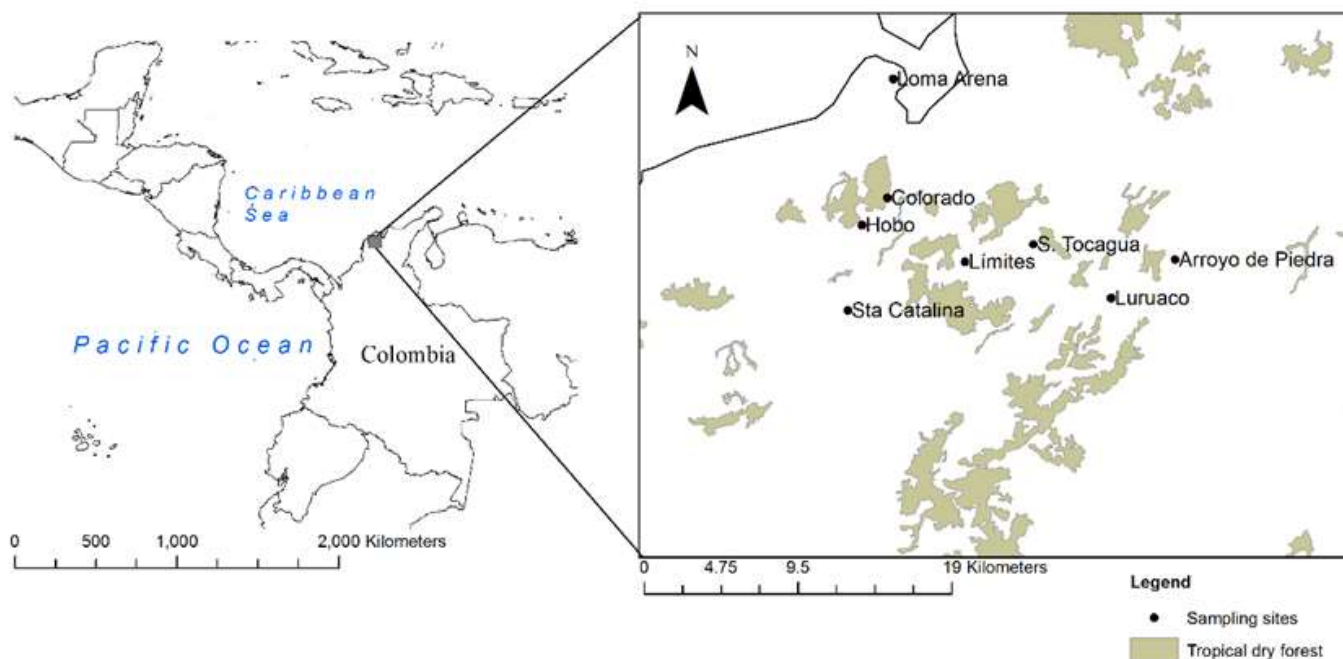 Caribbean
Sea
Pacific Ocean
Colombia
0 500 1,000 2,000 Kilometers
N
Loma Arena
Colorado
Hobo
S. Tocagua
Límites
Arroyo de Piedra
Luruaco
Sta Catalina
0 4.75 9.5 19 Kilometers
Legend
Sampling sites
Tropical dry forest